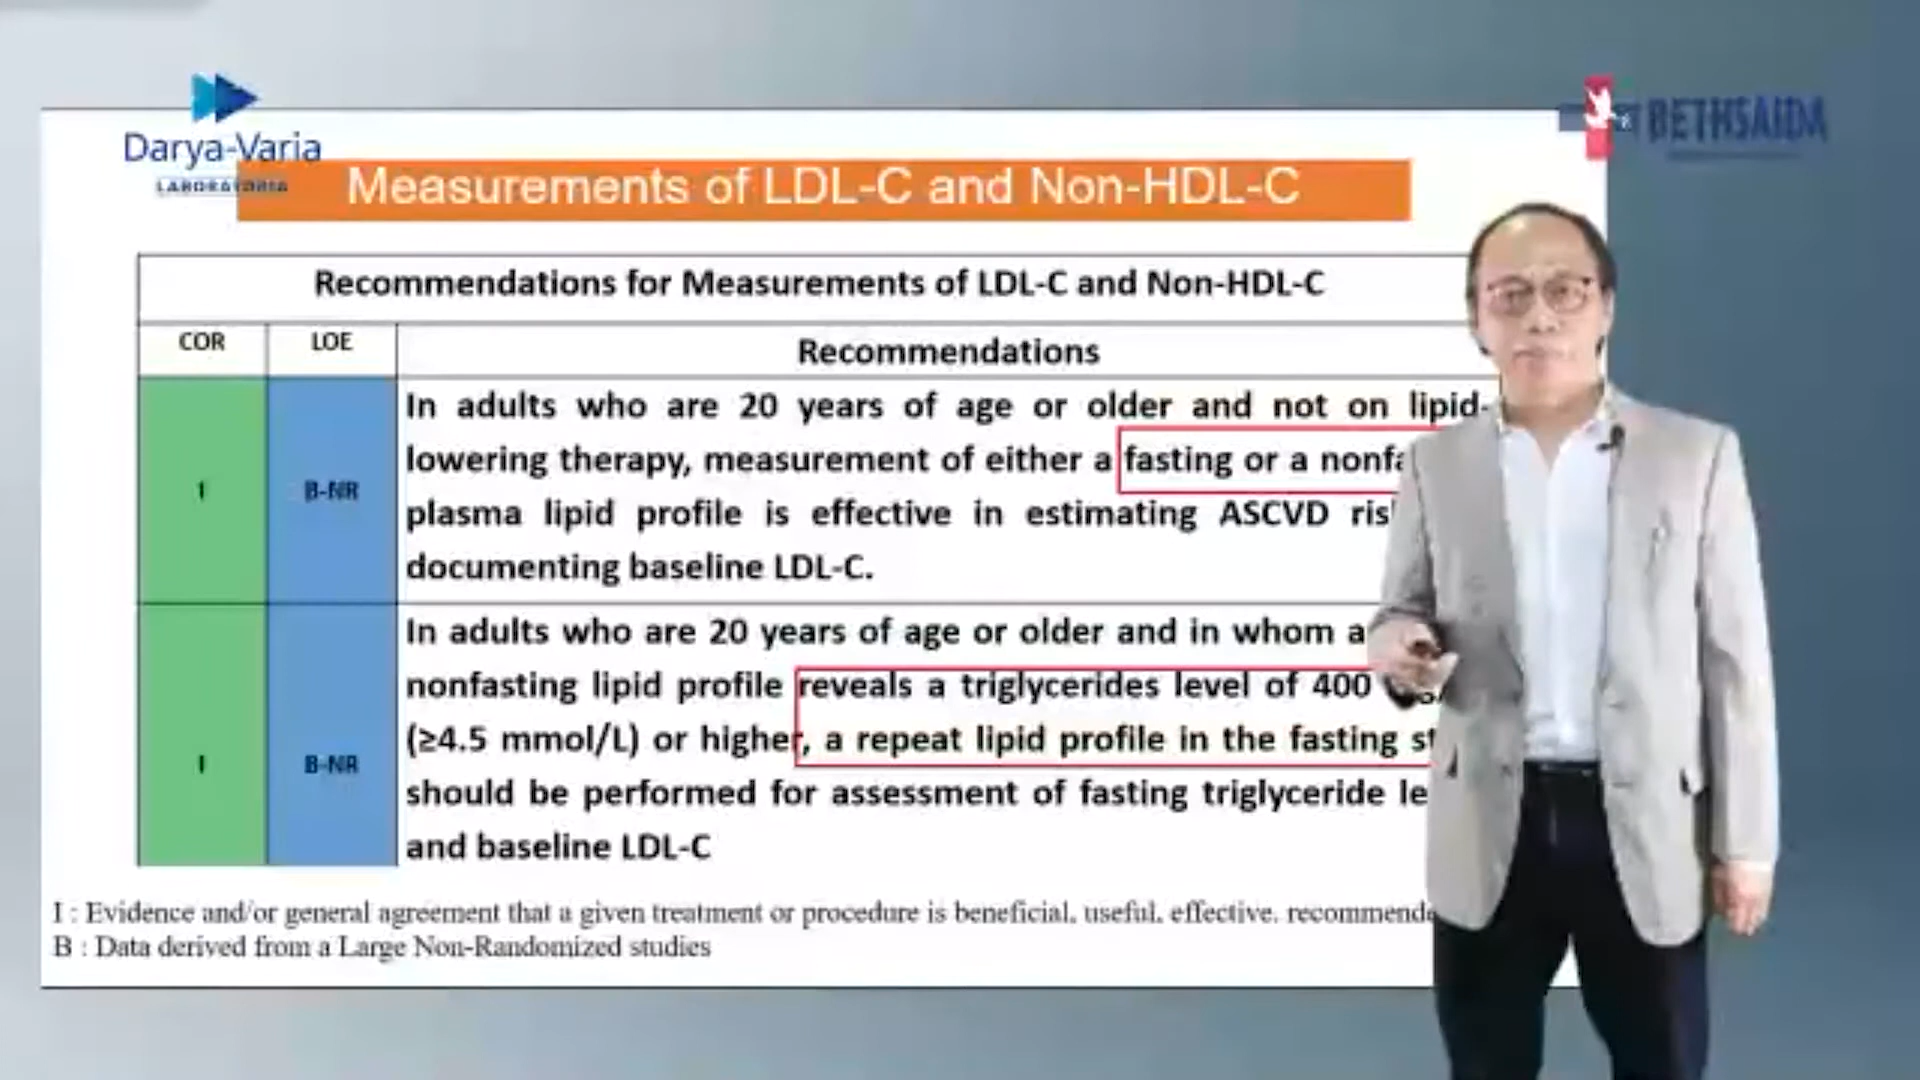 Darya-Varia
LABORATORIA
BETHSAIDA
Measurements of LDL-C and Non-HDL-C
Recommendations for Measurements of LDL-C and Non-HDL-C
COR LOE Recommendations
In adults who are 20 years of age or older and not on lipid-
lowering therapy, measurement of either a fasting or a nonfa
I B-NR
plasma lipid profile is effective in estimating ASCVD ris
documenting baseline LDL-C.
In adults who are 20 years of age or older and in whom a
nonfasting lipid profile reveals a triglycerides level of 400
(≥4.5 mmol/L) or higher, a repeat lipid profile in the fasting st
I B-NR
should be performed for assessment of fasting triglyceride le
and baseline LDL-C
I : Evidence and/or general agreement that a given treatment or procedure is beneficial, useful, effective, recommende
B : Data derived from a Large Non-Randomized studies